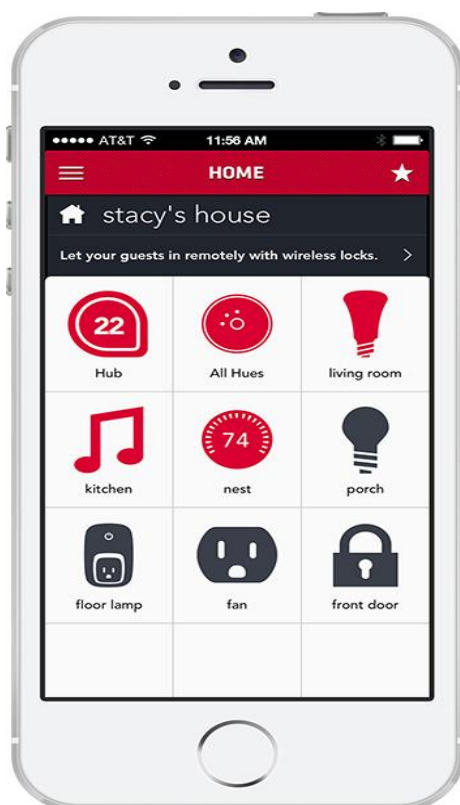 AT&T 11:56 AM
HOME
stacy's house
Let your guests in remotely with wireless locks.
22
Hub
All Hues
living room
kitchen
74
nest
porch
floor lamp
fan
front door